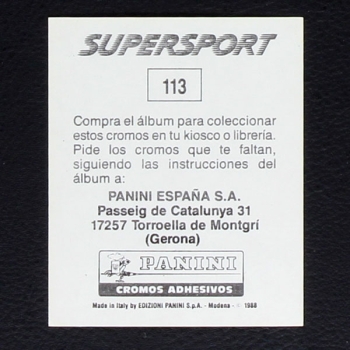 SUPERSPORT
113
Compra el álbum para coleccionar
estos cromos en tu kiosco o librería.
Pide los cromos que te faltan,
siguiendo las instrucciones del
álbum a:
PANINI ESPAÑA S.A.
Passeig de Catalunya 31
17257 Torroella de Montgrí
(Gerona)
PANINI
CROMOS ADHESIVOS
Made in Italy by EDIZIONI PANINI S.p.A. - Modena - © 1988